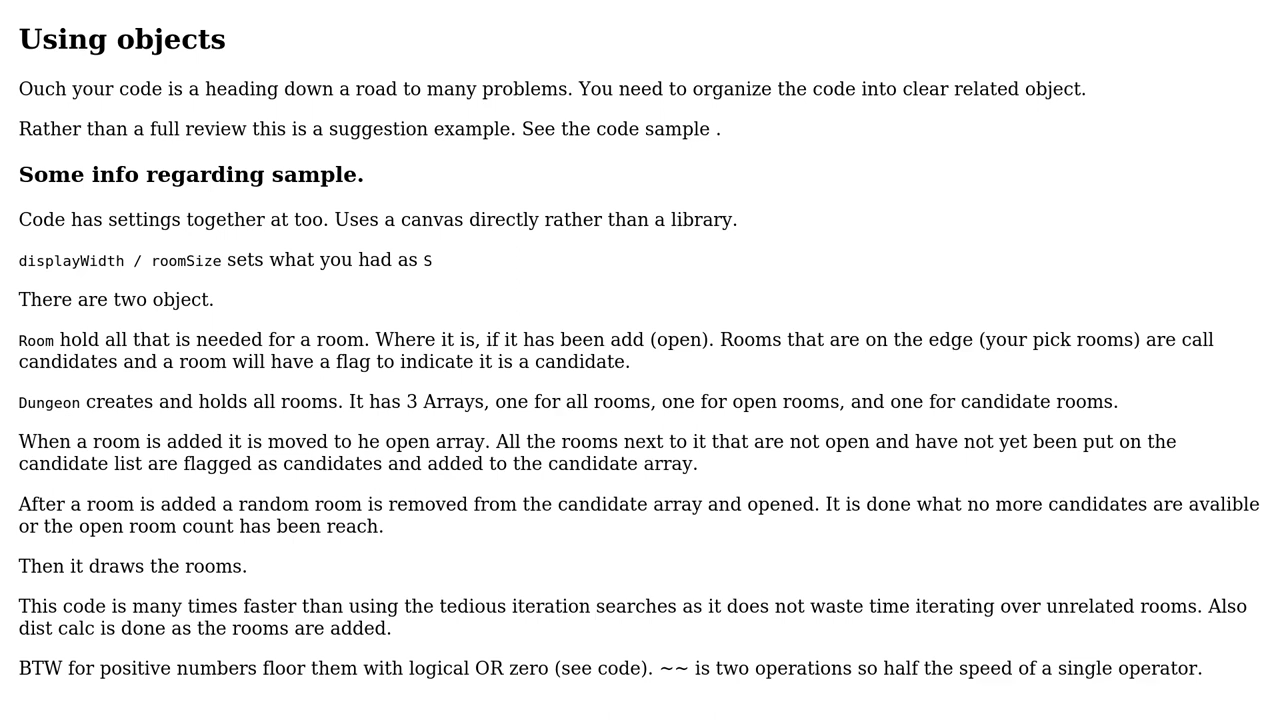 Using objects
Ouch your code is a heading down a road to many problems. You need to organize the code into clear related object.
Rather than a full review this is a suggestion example. See the code sample .
Some info regarding sample.
Code has settings together at too. Uses a canvas directly rather than a library.
displayWidth / roomSize sets what you had as S
There are two object.
Room hold all that is needed for a room. Where it is, if it has been add (open). Rooms that are on the edge (your pick rooms) are call
candidates and a room will have a flag to indicate it is a candidate.
Dungeon creates and holds all rooms. It has 3 Arrays, one for all rooms, one for open rooms, and one for candidate rooms.
When a room is added it is moved to he open array. All the rooms next to it that are not open and have not yet been put on the
candidate list are flagged as candidates and added to the candidate array.
After a room is added a random room is removed from the candidate array and opened. It is done what no more candidates are avalible
or the open room count has been reach.
Then it draws the rooms.
This code is many times faster than using the tedious iteration searches as it does not waste time iterating over unrelated rooms. Also
dist calc is done as the rooms are added.
BTW for positive numbers floor them with logical OR zero (see code). ~~ is two operations so half the speed of a single operator.